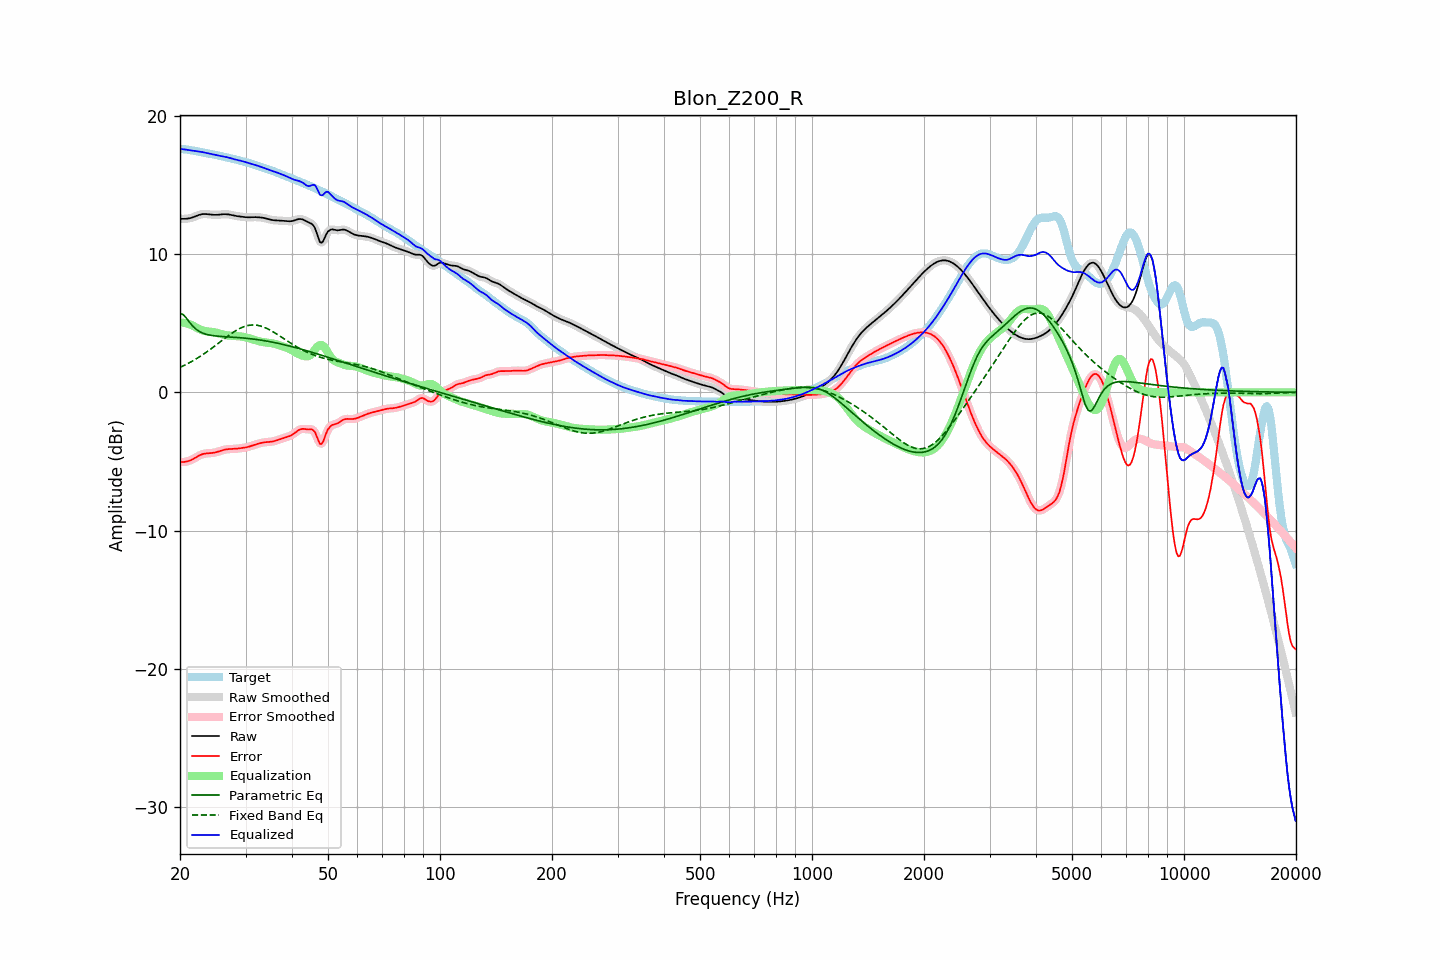 Blon_Z200_R
20
10
0
−10
−20
−30
Amplitude (dBr)
Target
Raw Smoothed
Error Smoothed
Raw
Error
Equalization
Parametric Eq
Fixed Band Eq
Equalized
20 50 100 200 500 1000 2000 5000 10000 20000
Frequency (Hz)